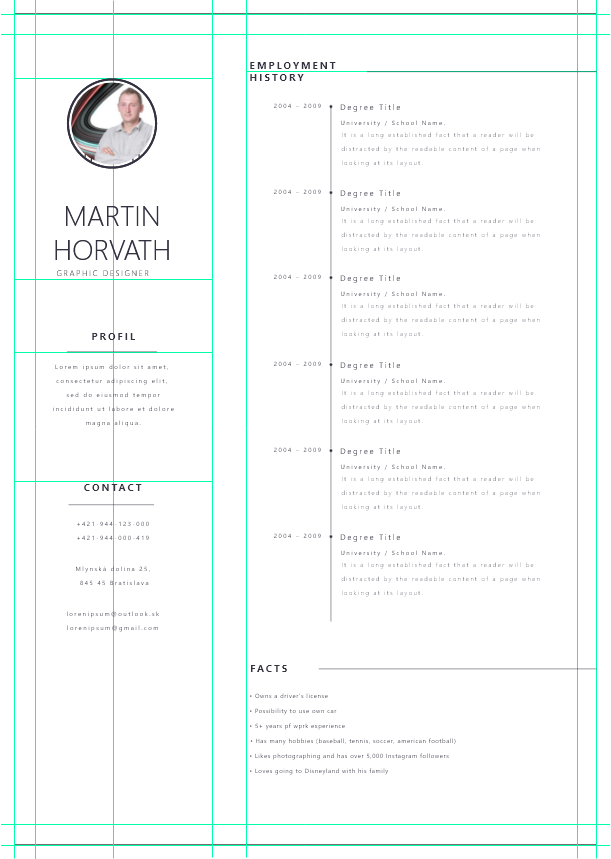 MARTIN
HORVATH
GRAPHIC DESIGNER
PROFIL
Lorem ipsum dolor sit amet,
consectetur adipiscing elit,
sed do eiusmod tempor
incididunt ut labore et dolore
magna aliqua.
CONTACT
+421 944-123-000
+421 944-000-419
Mlynská dolina 25,
845 45 Bratislava
lorenipsum@outlook.sk
lorenipsum@gmail.com
EMPLOYMENT
HISTORY
2004 - 2009 Degree Title
University / School Name.
It is a long established fact that a reader will be
distracted by the readable content of a page when
looking at its layout.
2004 - 2009 Degree Title
University / School Name.
It is a long established fact that a reader will be
distracted by the readable content of a page when
looking at its layout.
2004 - 2009 Degree Title
University / School Name.
It is a long established fact that a reader will be
distracted by the readable content of a page when
looking at its layout.
2004 - 2009 Degree Title
University / School Name.
It is a long established fact that a reader will be
distracted by the readable content of a page when
looking at its layout.
2004 - 2009 Degree Title
University / School Name.
It is a long established fact that a reader will be
distracted by the readable content of a page when
looking at its layout.
2004 - 2009 Degree Title
University / School Name.
It is a long established fact that a reader will be
distracted by the readable content of a page when
looking at its layout.
FACTS
• Owns a driver's license
• Possibility to use own car
• 5+ years pf wprk experience
• Has many hobbies (baseball, tennis, soccer, american football)
• Likes photographing and has over 5,000 Instagram followers
• Loves going to Disneyland with his family